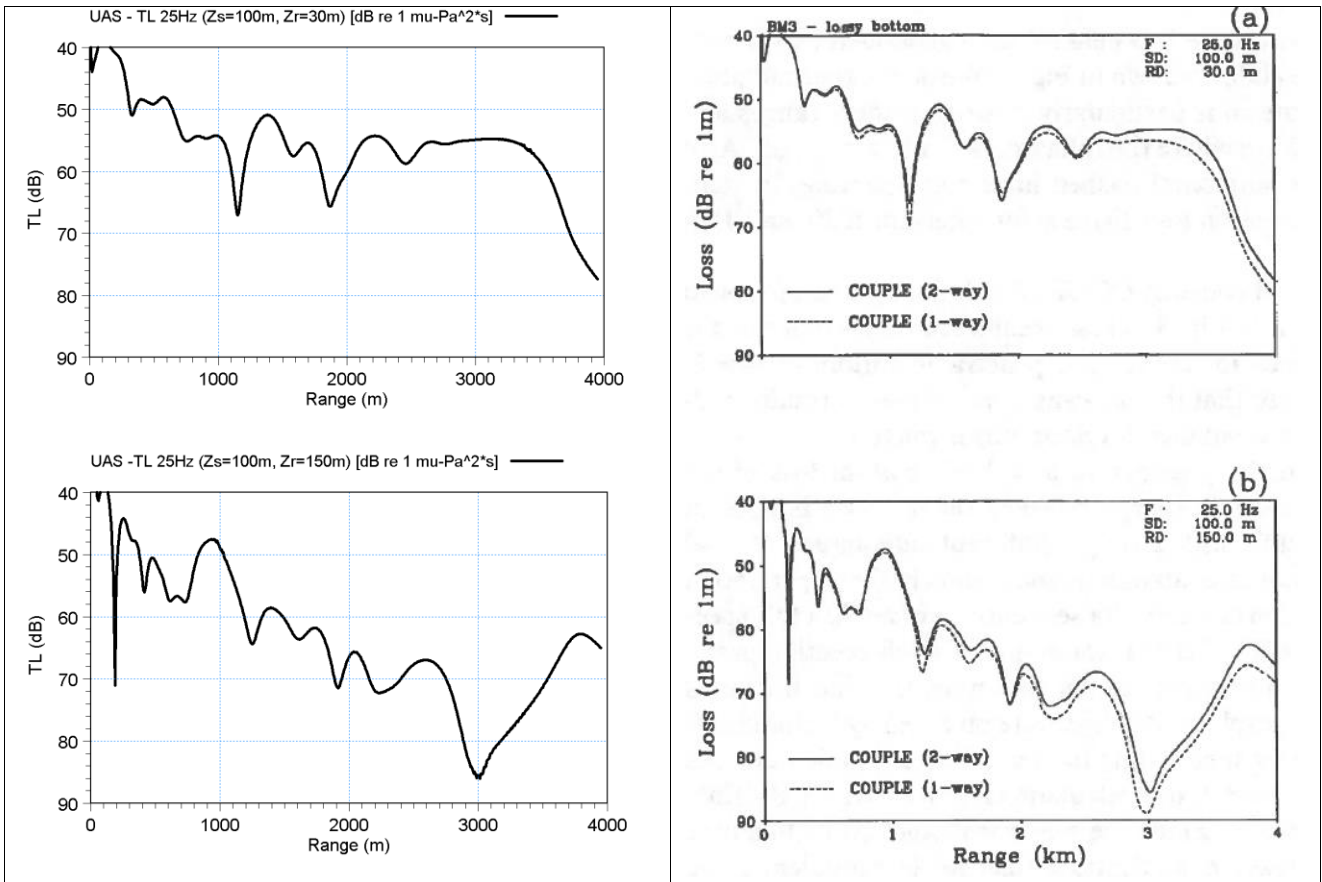 UAS - TL 25Hz (Zs=100m, Zr=30m) [dB re 1 mu-Pa^2*s]
40
50
60
70
80
90
TL (dB)
0 1000 2000 3000 4000
Range (m)
UAS -TL 25Hz (Zs=100m, Zr=150m) [dB re 1 mu-Pa^2*s]
40
50
60
70
80
90
TL (dB)
0 1000 2000 3000 4000
Range (m)
(a)
BM3 - lossy bottom
F : 25.0 Hz
SD: 100.0 m
RD: 30.0 m
40
50
60
70
80
90
Loss (dB re 1m)
COUPLE (2-way)
COUPLE (1-way)
(b)
F 25.0 Hz
SD: 100.0 m
RD: 150.0 m
40
50
60
70
80
90
Loss (dB re 1m)
COUPLE (2-way)
COUPLE (1-way)
0 1 2 3 4
Range (km)